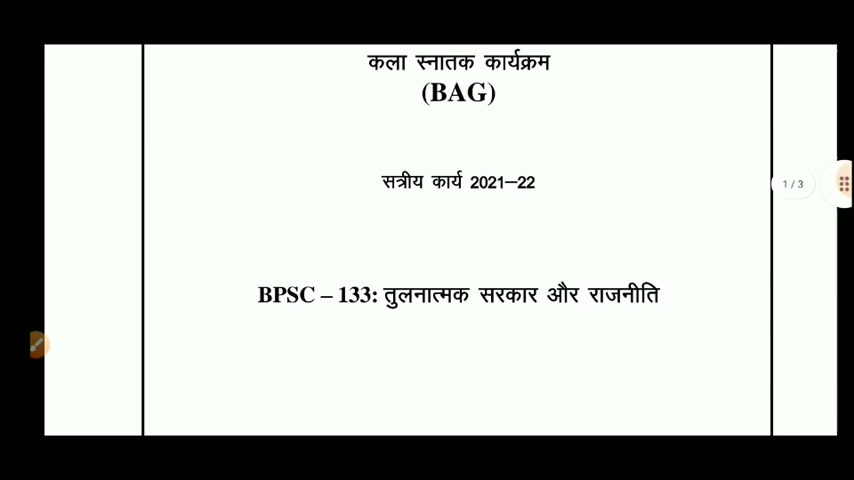 कला स्नातक कार्यक्रम
(BAG)
सत्रीय कार्य 2021–22
1 / 3
BPSC – 133: तुलनात्मक सरकार और राजनीति